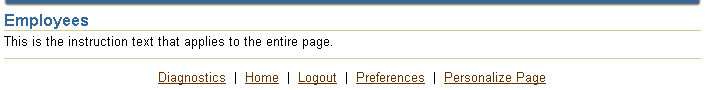 Employees
This is the instruction text that applies to the entire page.
Diagnostics | Home | Logout | Preferences | Personalize Page